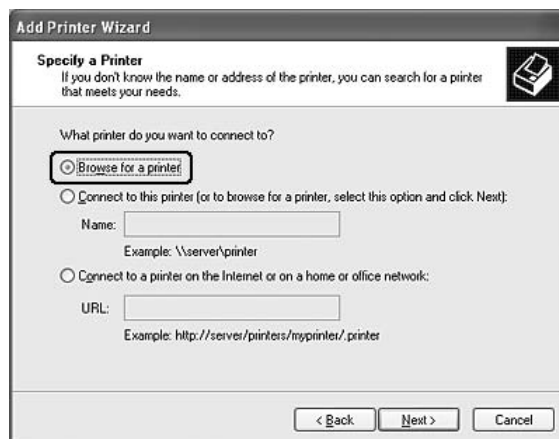 Add Printer Wizard
Specify a Printer
If you don't know the name or address of the printer, you can search for a printer
that meets your needs.
What printer do you want to connect to?
Browse for a printer
Connect to this printer (or to browse for a printer, select this option and click Next):
Name:
Example: \\server\printer
Connect to a printer on the Internet or on a home or office network:
URL:
Example: http://server/printers/myprinter/.printer
< Back Next > Cancel